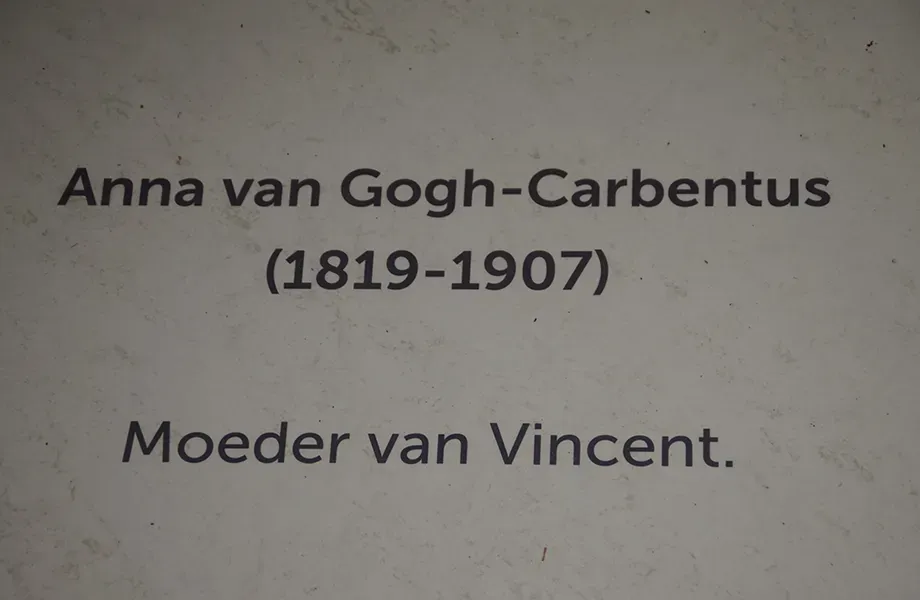 Anna van Gogh-Carbentus
(1819-1907)
Moeder van Vincent.